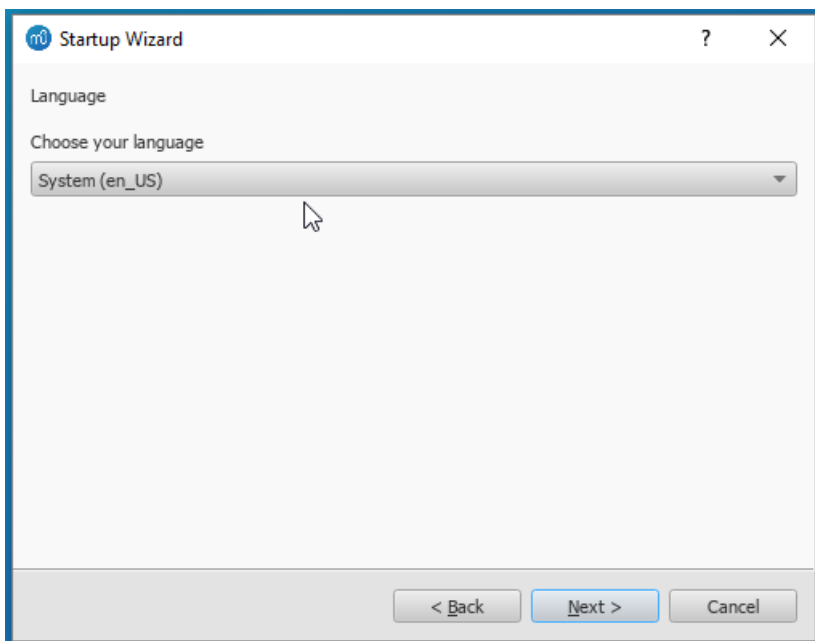 Startup Wizard ?
Language
Choose your language
System (en_US)
< Back Next > Cancel